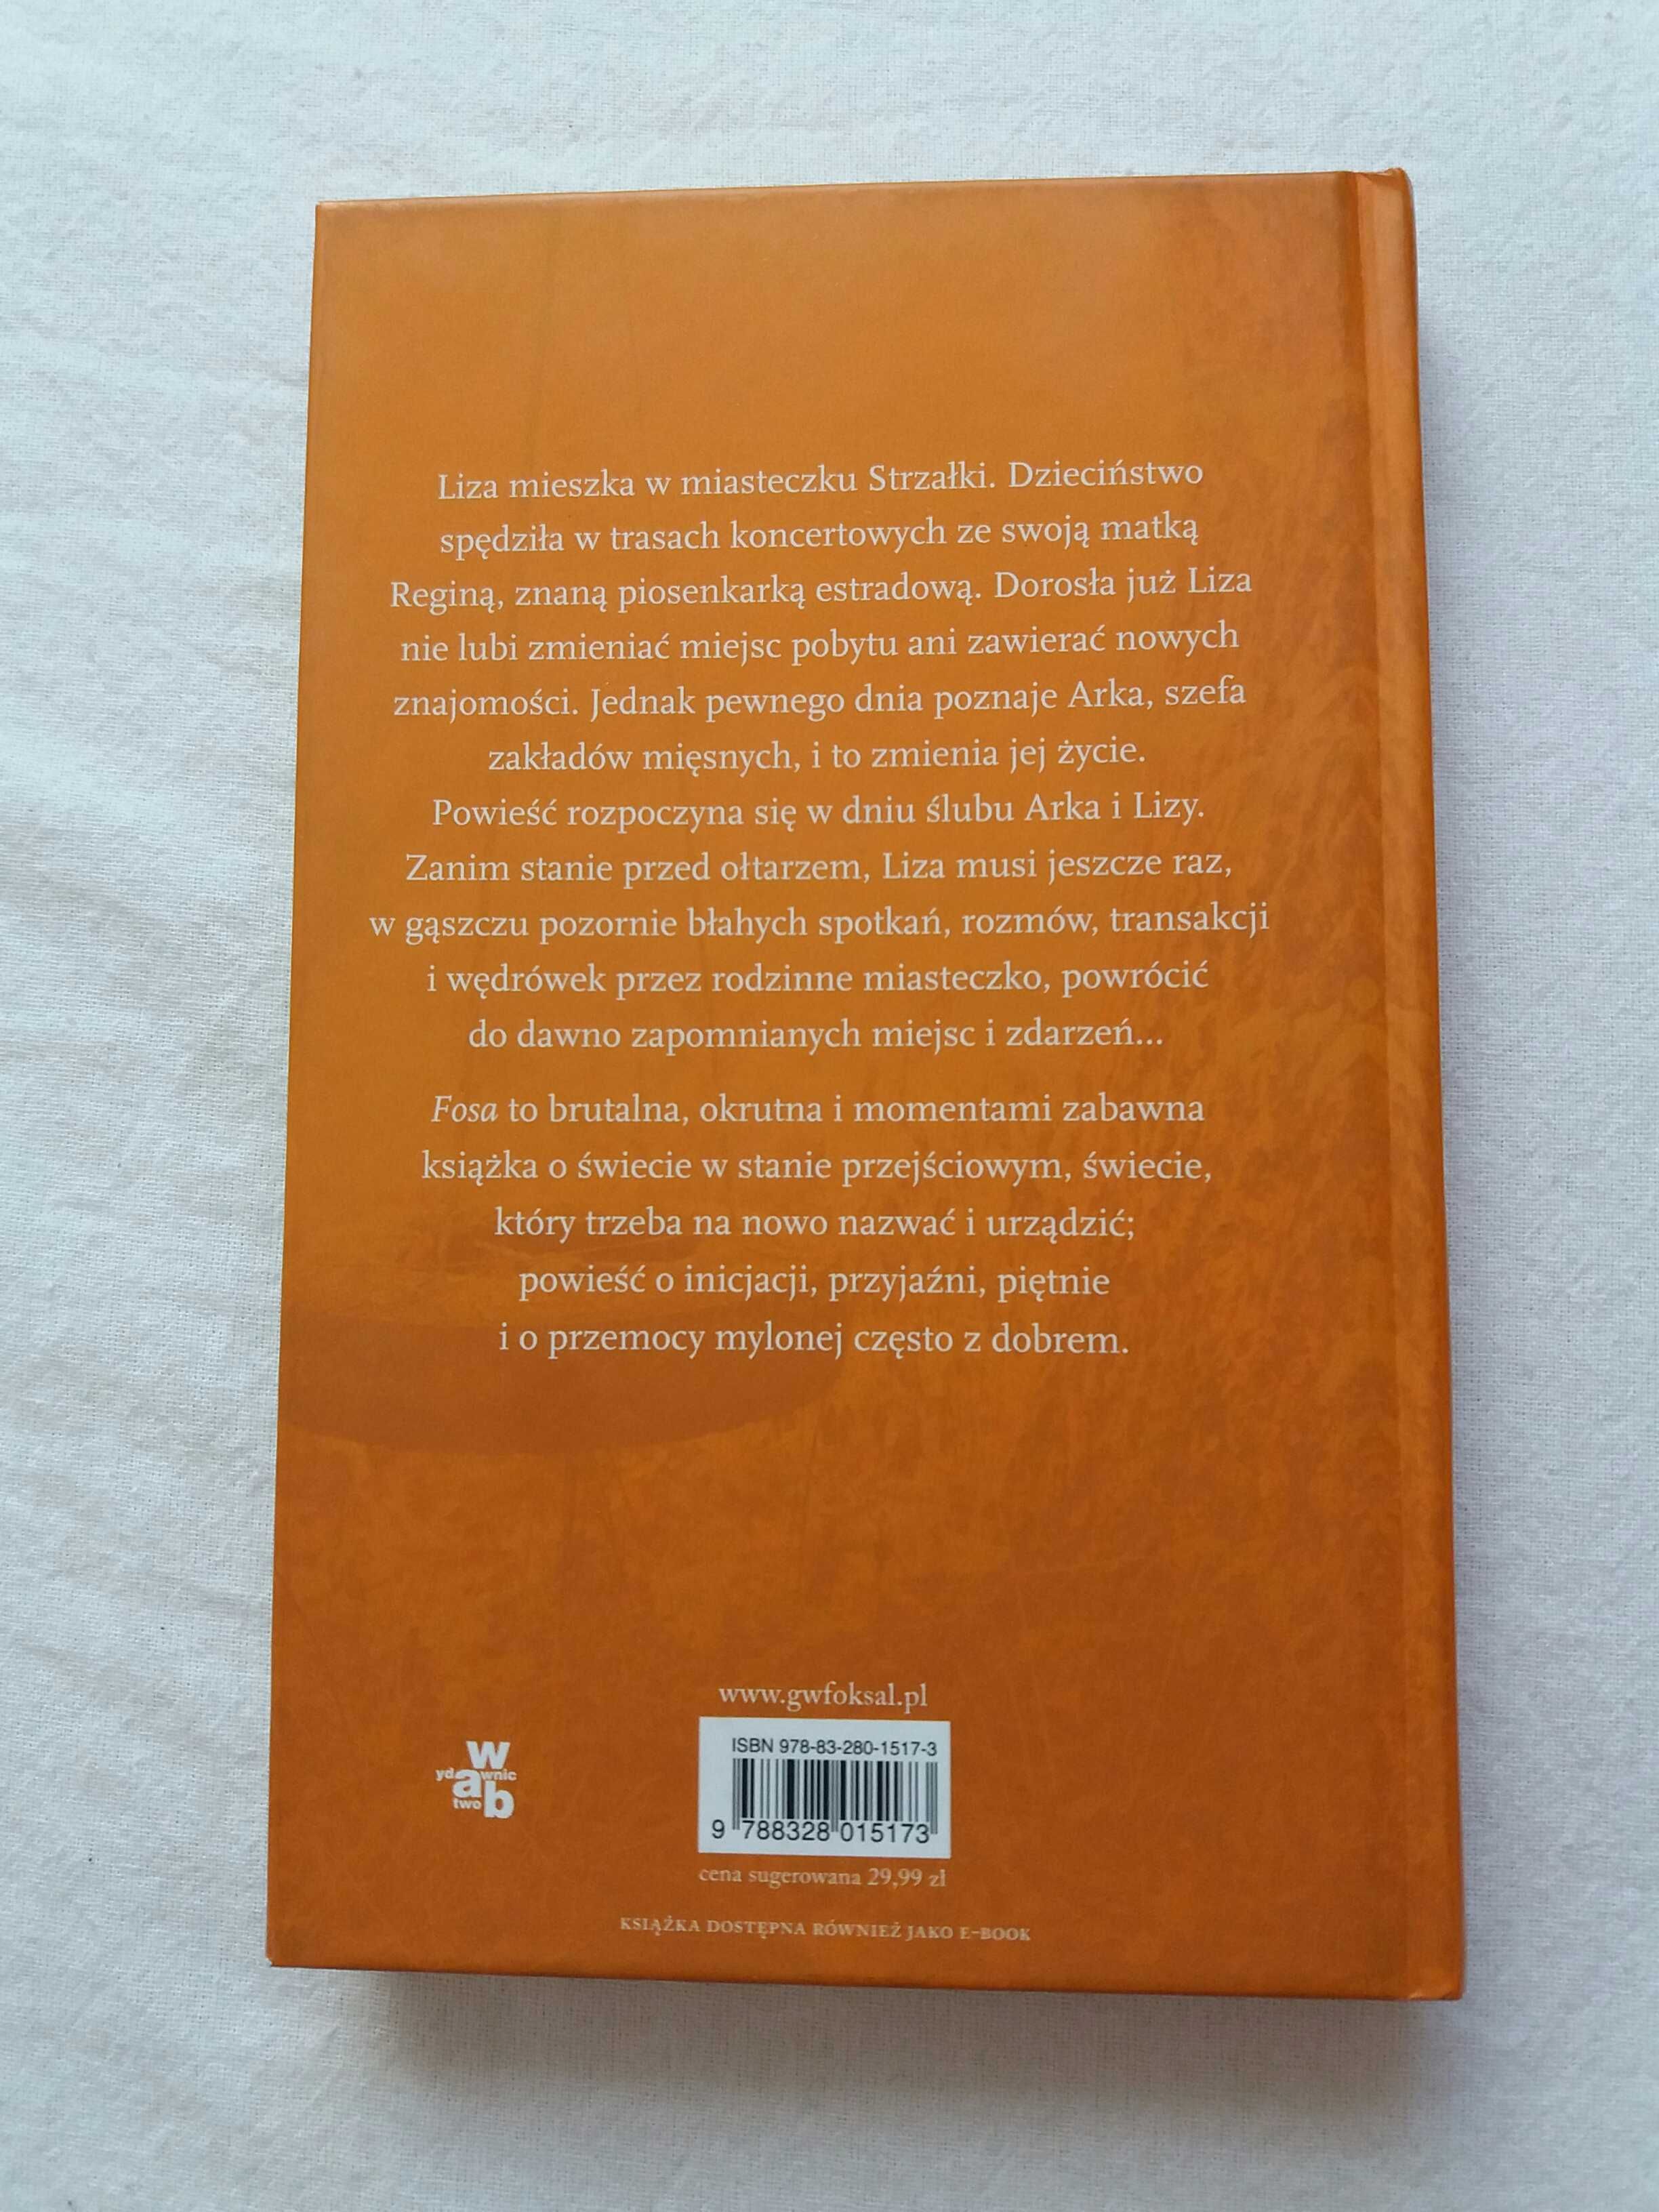 Liza mieszka w miasteczku Strzałki. Dzieciństwo
spędziła w trasach koncertowych ze swoją matką
Reginą, znaną piosenkarką estradową. Dorosła już Liza
nie lubi zmieniać miejsc pobytu ani zawierać nowych
znajomości. Jednak pewnego dnia poznaje Arka, szefa
zakładów mięsnych, i to zmienia jej życie.
Powieść rozpoczyna się w dniu ślubu Arka i Lizy.
Zanim stanie przed ołtarzem, Liza musi jeszcze raz,
w gąszczu pozornie błahych spotkań, rozmów, transakcji
i wędrówek przez rodzinne miasteczko, powrócić
do dawno zapomnianych miejsc i zdarzeń...
Fosa to brutalna, okrutna i momentami zabawna
książka o świecie w stanie przejściowym, świecie,
który trzeba na nowo nazwać i urządzić;
powieść o inicjacji, przyjaźni, piętnie
i o przemocy mylonej często z dobrem.
www.gwfoksal.pl
w
ydawnic
a
two b
ISBN 978-83-280-1517-3
9 788328 015173
cena sugerowana 29,99 zł
KSIĄŻKA DOSTĘPNA RÓWNIEŻ JAKO E-BOOK